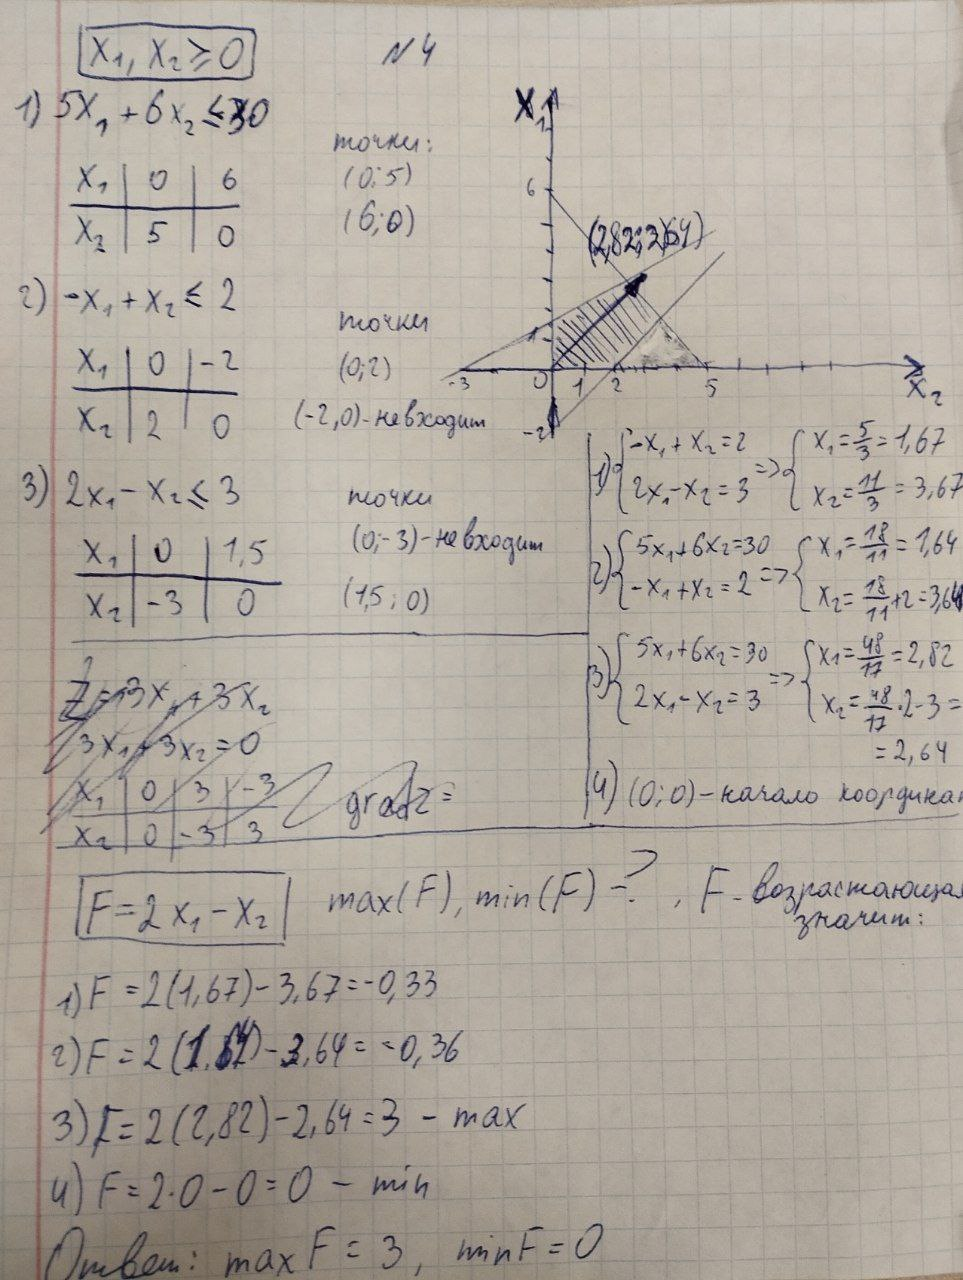 x₁, x₂ ≥ 0
N4
1) 5x₁ + 6x₂ ≤ 30
x₁ | 0 | 6
x₂ | 5 | 0
точки:
(0;5)
(6;0)
2) -x₁ + x₂ ≤ 2
x₁ | 0 | -2
x₂ | 2 | 0
точки
(0;2)
(-2,0)-не входит
3) 2x₁ - x₂ ≤ 3
x₁ | 0 | 1,5
x₂ | -3 | 0
точки
(0;-3)-не входит
(1,5;0)
x₁
6
(2,82;2,64)
1
-3 0 1 2 5
x₂
-2
1) { -x₁ + x₂ = 2 => { x₁ = 5/3 = 1,67
2x₁ - x₂ = 3 x₂ = 11/3 = 3,67
2) { 5x₁ + 6x₂ = 30 => { x₁ = 18/11 = 1,64
-x₁ + x₂ = 2 x₂ = 18/11 + 2 = 3,64
3) { 5x₁ + 6x₂ = 30 => { x₁ = 48/17 = 2,82
2x₁ - x₂ = 3 x₂ = 48/17 · 2 - 3 =
= 2,64
4) (0;0) - начало координат
Z = 3x₁ + 3x₂
3x₁ + 3x₂ = 0
x₁ | 0 | 3 | -3
x₂ | 0 | -3 | 3
grad z =
F = 2x₁ - x₂
max(F), min(F) - ? , F - возрастающая
значит:
1) F = 2(1,67) - 3,67 = -0,33
2) F = 2(1,64) - 3,64 = -0,36
3) F = 2(2,82) - 2,64 = 3 - max
4) F = 2·0 - 0 = 0 - min
Ответ: max F = 3, min F = 0